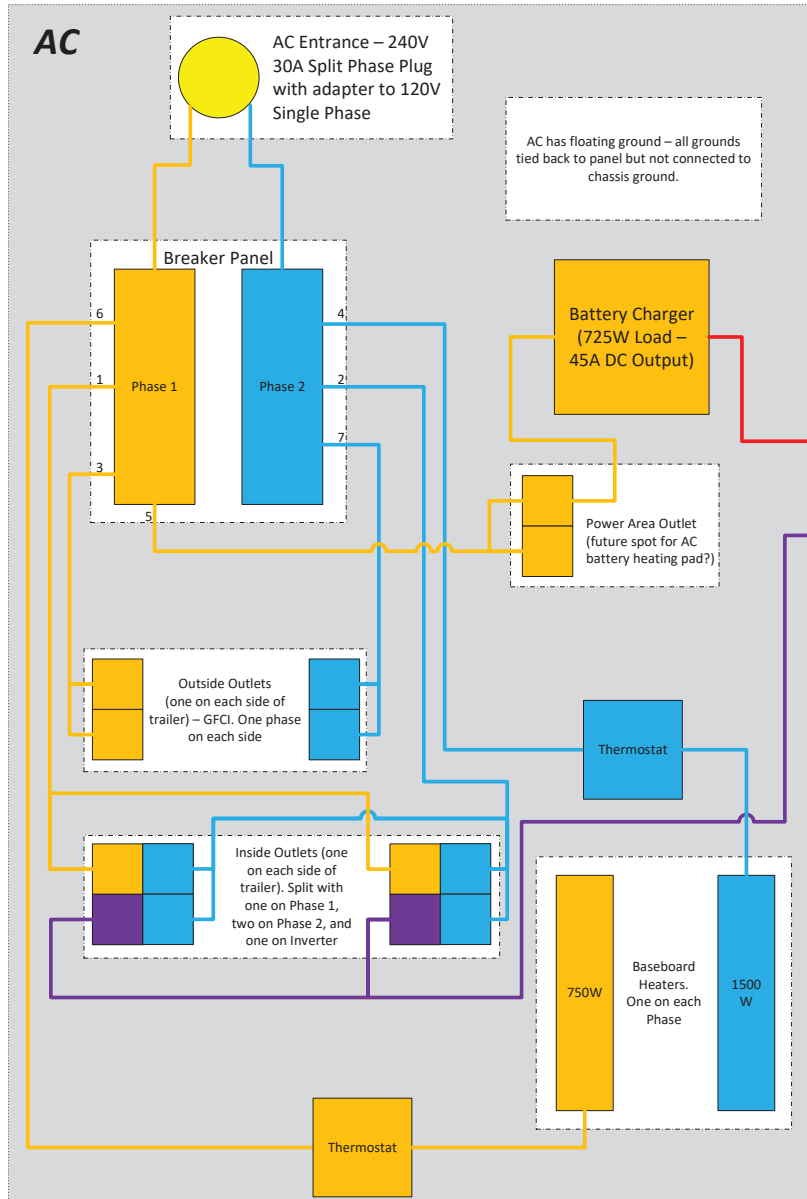 AC
AC Entrance – 240V
30A Split Phase Plug
with adapter to 120V
Single Phase
AC has floating ground – all grounds
tied back to panel but not connected to
chassis ground.
Breaker Panel
6
1
3
5
Phase 1
Phase 2
4
2
7
Battery Charger
(725W Load –
45A DC Output)
Power Area Outlet
(future spot for AC
battery heating pad?)
Outside Outlets
(one on each side of
trailer) – GFCI. One phase
on each side
Thermostat
Inside Outlets (one
on each side of
trailer). Split with
one on Phase 1,
two on Phase 2, and
one on Inverter
750W
Baseboard
Heaters.
One on each
Phase
1500
W
Thermostat